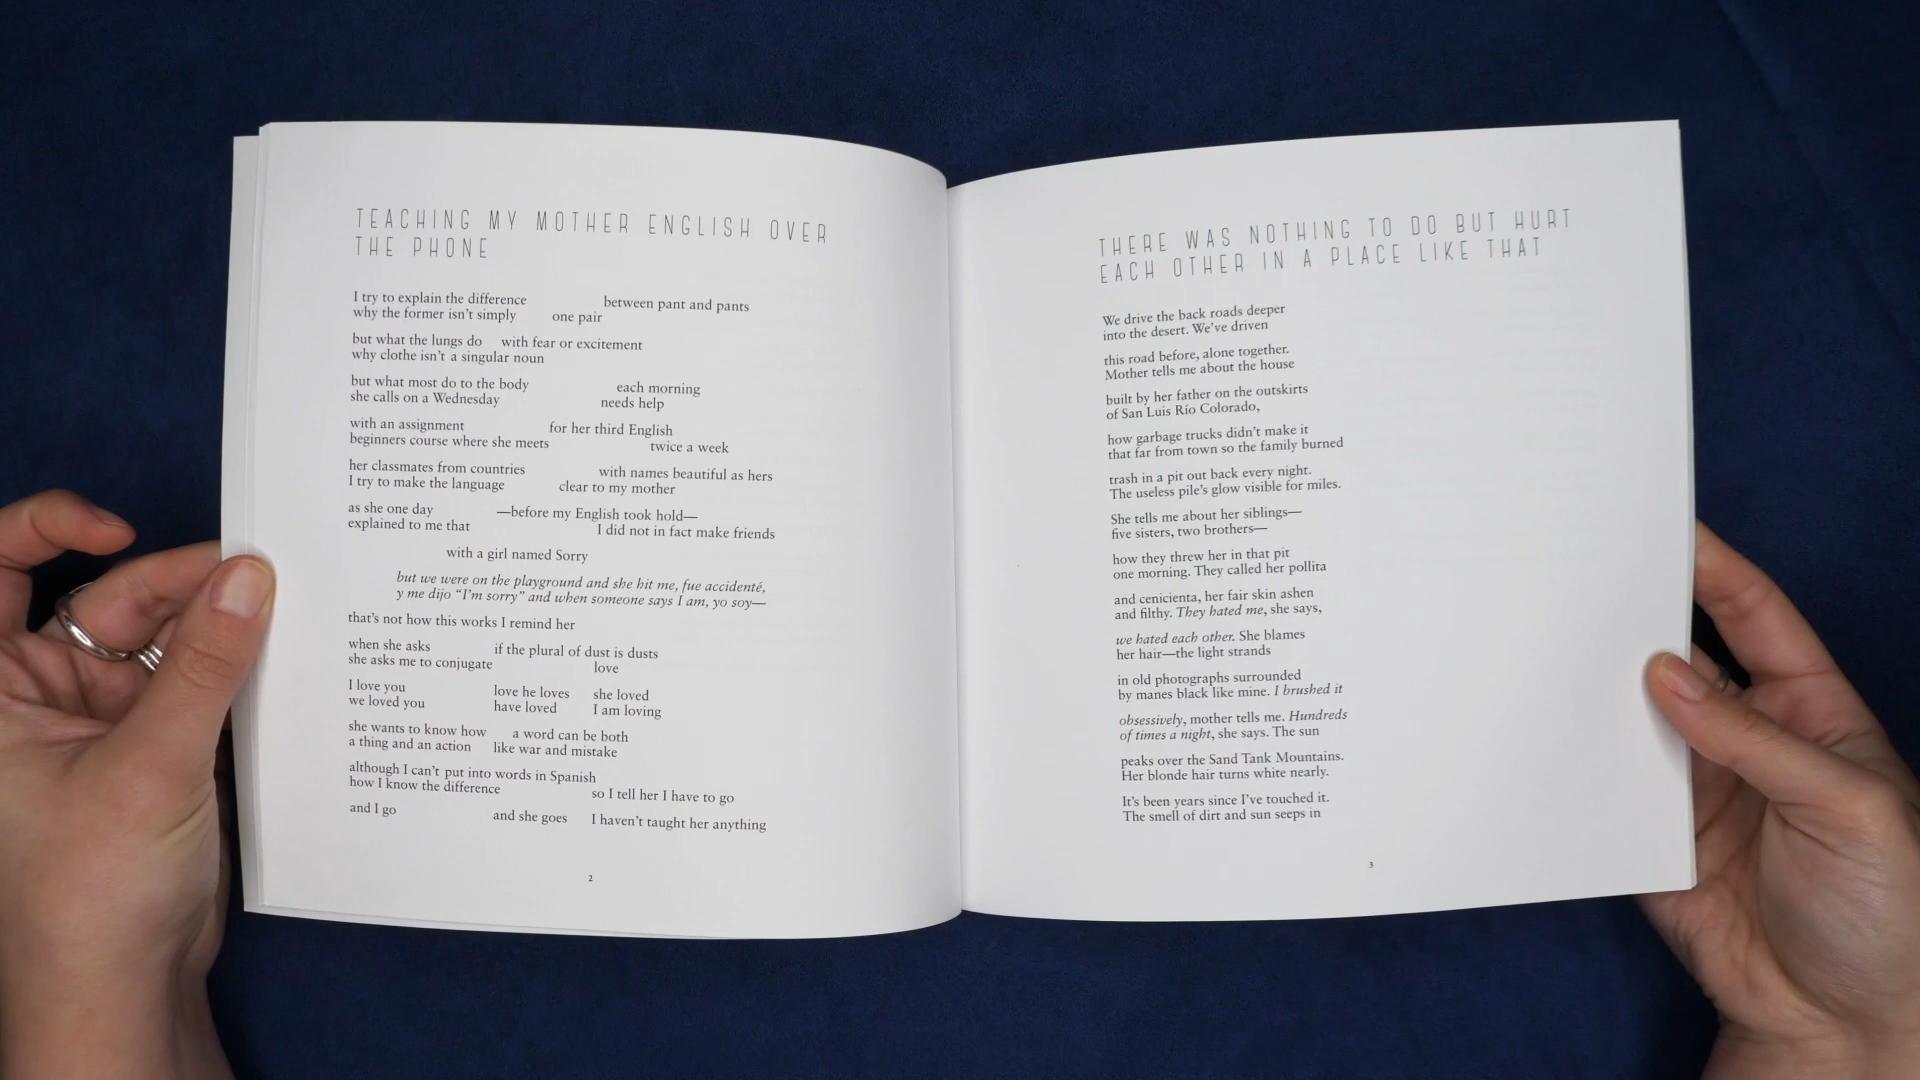 TEACHING MY MOTHER ENGLISH OVER
THE PHONE
I try to explain the difference between pant and pants
why the former isn't simply one pair
but what the lungs do with fear or excitement
why clothe isn't a singular noun
but what most do to the body each morning
she calls on a Wednesday needs help
with an assignment for her third English
beginners course where she meets twice a week
her classmates from countries with names beautiful as hers
I try to make the language clear to my mother
as she one day —before my English took hold—
explained to me that I did not in fact make friends
with a girl named Sorry
but we were on the playground and she hit me, fue accidenté,
y me dijo “I'm sorry” and when someone says I am, yo soy—
that's not how this works I remind her
when she asks if the plural of dust is dusts
she asks me to conjugate love
I love you love he loves she loved
we loved you have loved I am loving
she wants to know how a word can be both
a thing and an action like war and mistake
although I can't put into words in Spanish
how I know the difference so I tell her I have to go
and I go and she goes I haven't taught her anything
2
THERE WAS NOTHING TO DO BUT HURT
EACH OTHER IN A PLACE LIKE THAT
We drive the back roads deeper
into the desert. We've driven
this road before, alone together.
Mother tells me about the house
built by her father on the outskirts
of San Luis Río Colorado,
how garbage trucks didn't make it
that far from town so the family burned
trash in a pit out back every night.
The useless pile's glow visible for miles.
She tells me about her siblings—
five sisters, two brothers—
how they threw her in that pit
one morning. They called her pollita
and cenicienta, her fair skin ashen
and filthy. They hated me, she says,
we hated each other. She blames
her hair—the light strands
in old photographs surrounded
by manes black like mine. I brushed it
obsessively, mother tells me. Hundreds
of times a night, she says. The sun
peaks over the Sand Tank Mountains.
Her blonde hair turns white nearly.
It's been years since I've touched it.
The smell of dirt and sun seeps in
3